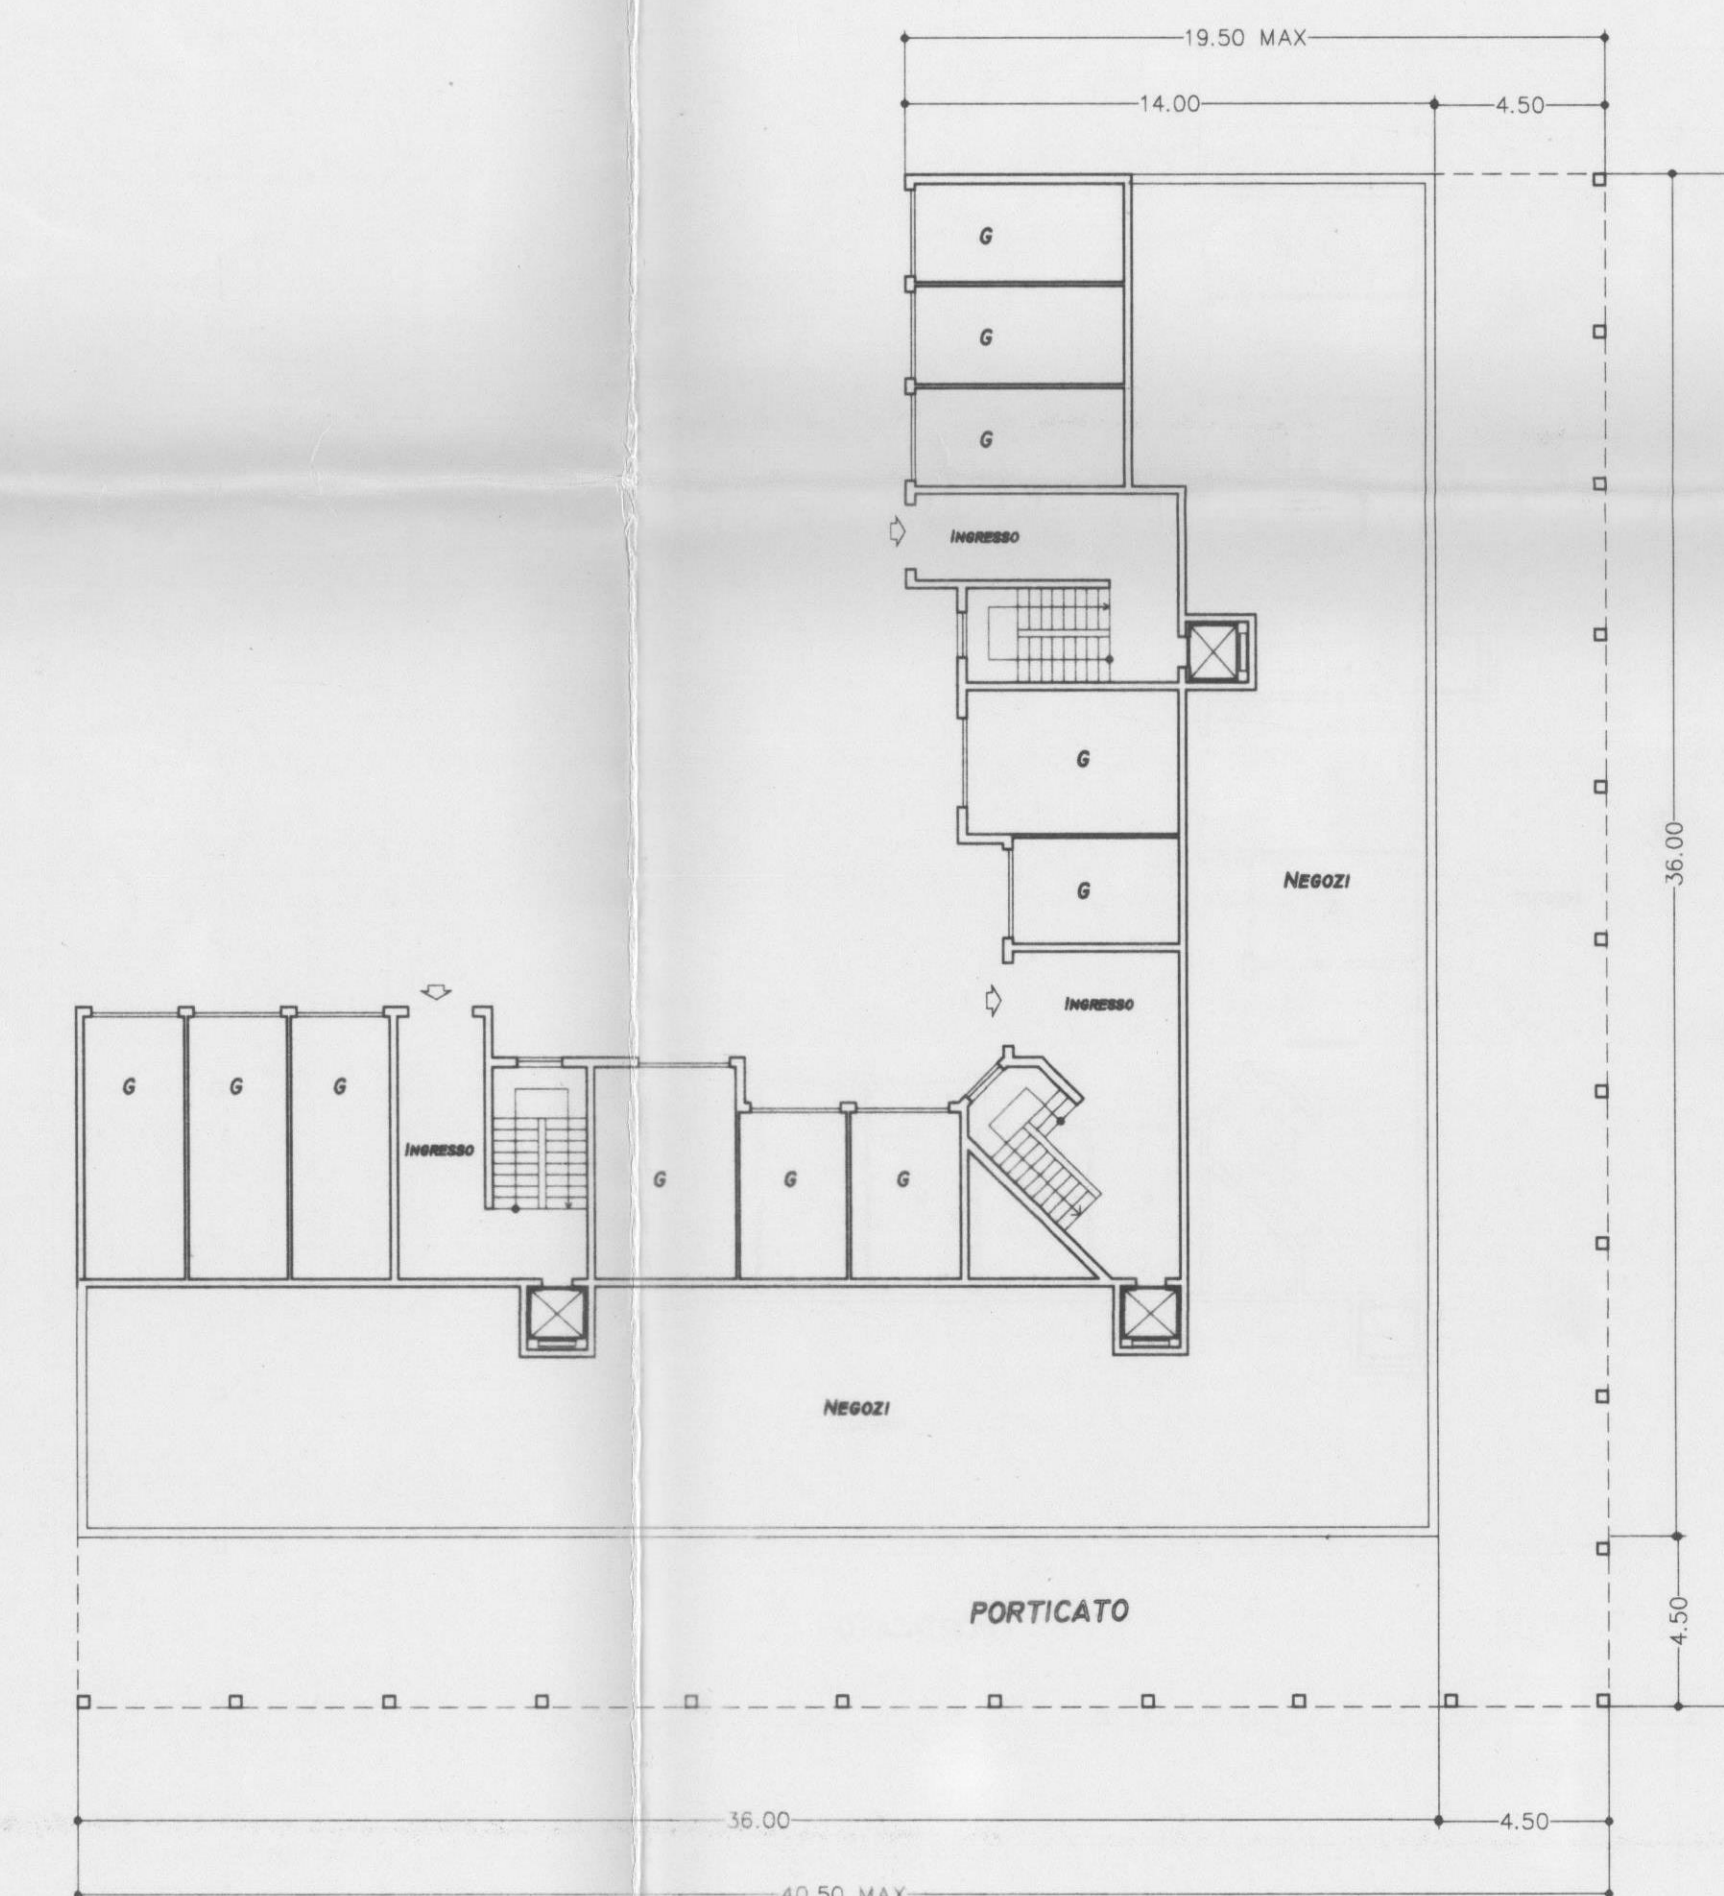 19.50 MAX
14.00
4.50
G
G
G
INGRESSO
G
36.00
NEGOZI
G
INGRESSO
G
G
G
INGRESSO
G
G
G
NEGOZI
PORTICATO
4.50
36.00
4.50
40.50 MAX